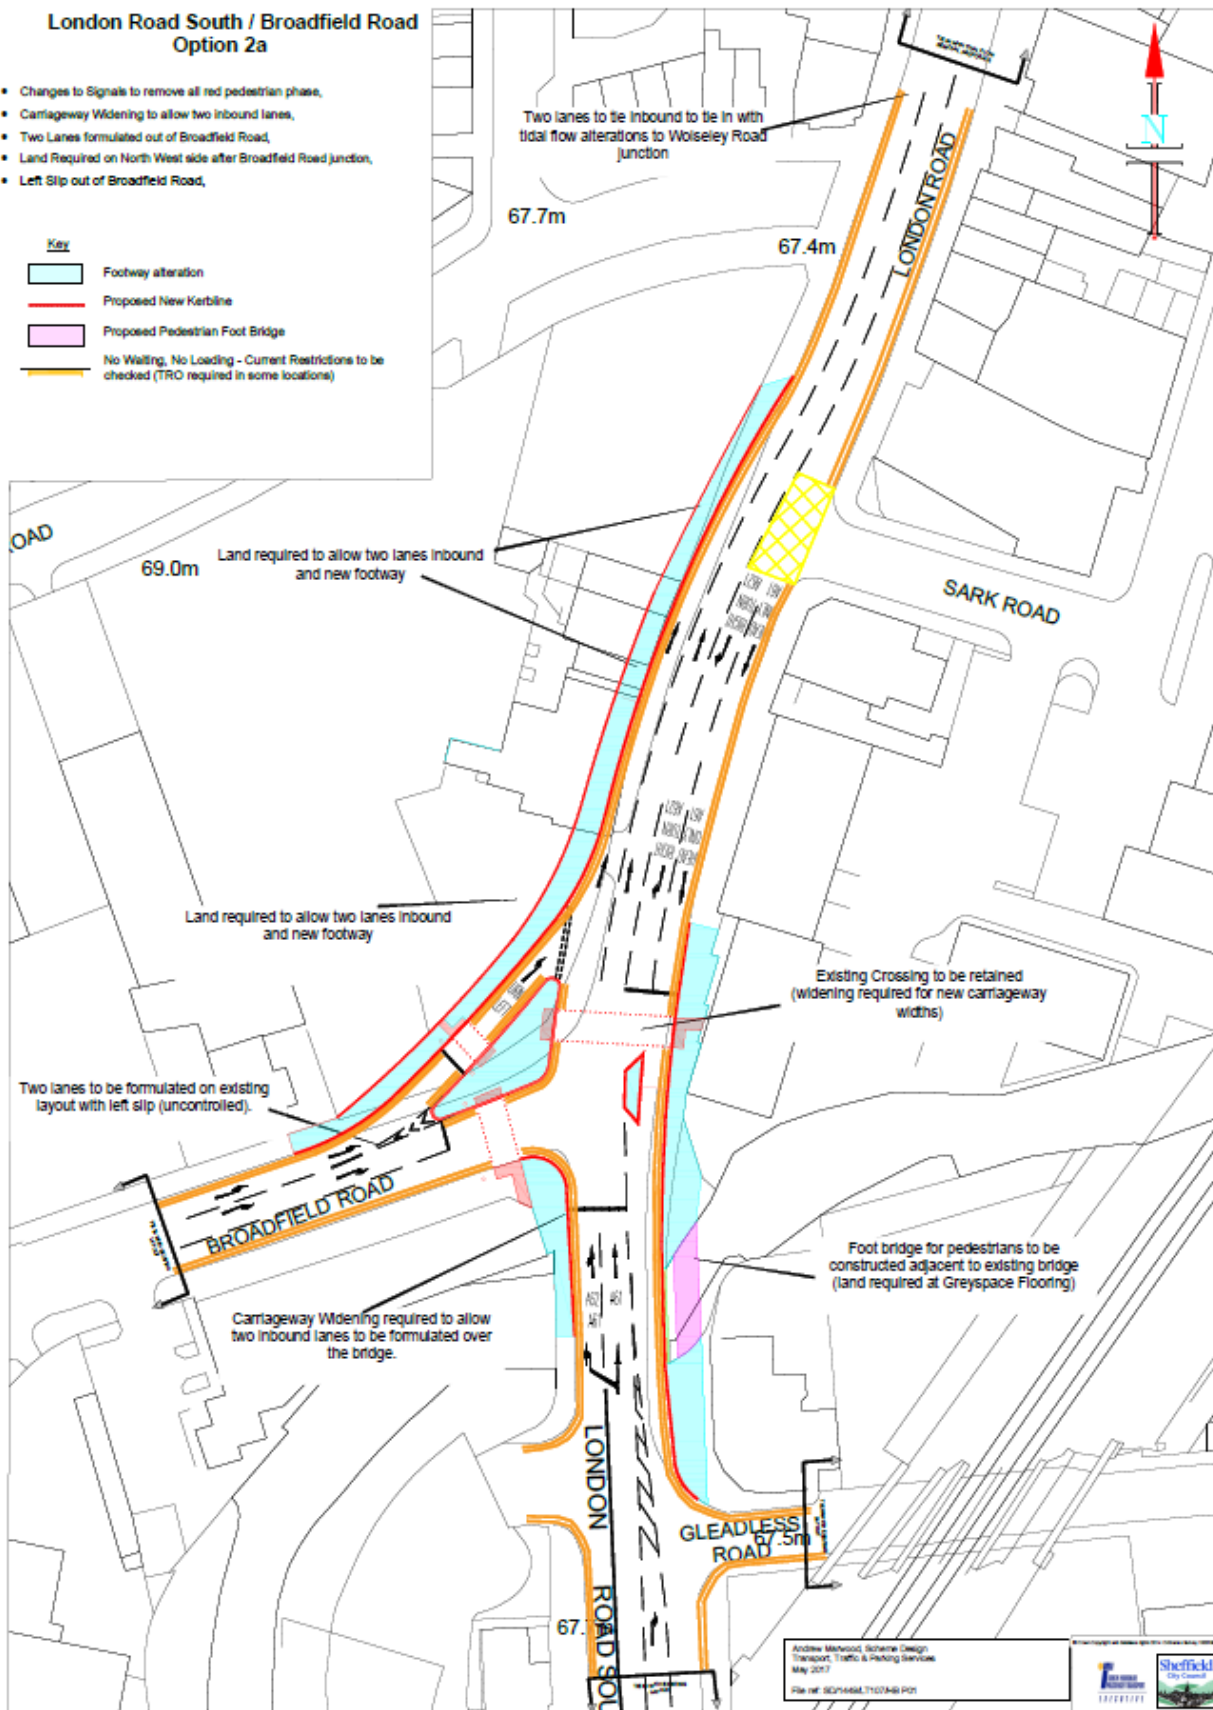 London Road South / Broadfield Road
Option 2a
Changes to Signals to remove all red pedestrian phase,
Carriageway Widening to allow two inbound lanes,
Two Lanes formulated out of Broadfield Road,
Land Required on North West side after Broadfield Road junction,
Left Slip out of Broadfield Road,
Key
Footway alteration
Proposed New Kerbline
Proposed Pedestrian Foot Bridge
No Waiting, No Loading - Current Restrictions to be
checked (TRO required in some locations)
Two lanes to tie inbound to tie in with
tidal flow alterations to Wolseley Road
junction
N
LONDON ROAD
67.7m
67.4m
OAD
69.0m
Land required to allow two lanes inbound
and new footway
SARK ROAD
A61
ONLY
AHEAD
Land required to allow two lanes inbound
and new footway
Existing Crossing to be retained
(widening required for new carriageway
widths)
LEFT
TURN
Two lanes to be formulated on existing
layout with left slip (uncontrolled).
BROADFIELD ROAD
Foot bridge for pedestrians to be
constructed adjacent to existing bridge
(land required at Greyspace Flooring)
A61
Carriageway Widening required to allow
two inbound lanes to be formulated over
the bridge.
LONDON
ROAD SOU
GLEADLESS
ROAD
67.5m
67.
Andrew Marwood, Scheme Design
Transport, Traffic & Parking Services
May 2017
EXECUTIVE
Sheffield
City Council